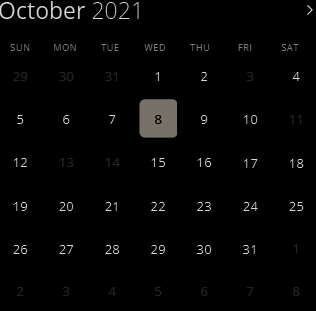 October 2021
SUN MON TUE WED THU FRI SAT
29 30 31 1 2 3 4
5 6 7 8 9 10 11
12 13 14 15 16 17 18
19 20 21 22 23 24 25
26 27 28 29 30 31 1
2 3 4 5 6 7 8